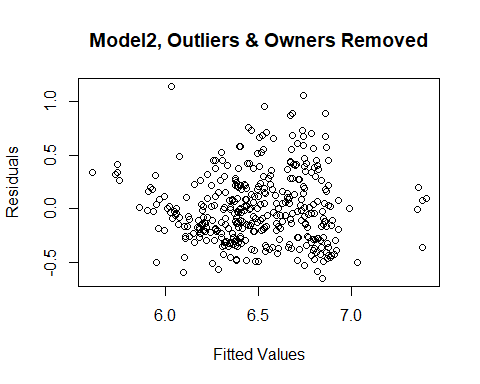 Model2, Outliers & Owners Removed
Residuals
1.0
0.5
0.0
-0.5
6.0 6.5 7.0
Fitted Values